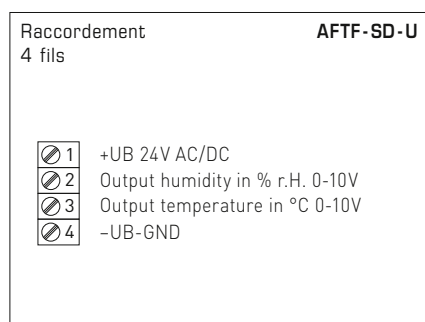 Raccordement AFTF-SD-U
4 fils
1 +UB 24V AC/DC
2 Output humidity in % r.H. 0-10V
3 Output temperature in °C 0-10V
4 –UB-GND